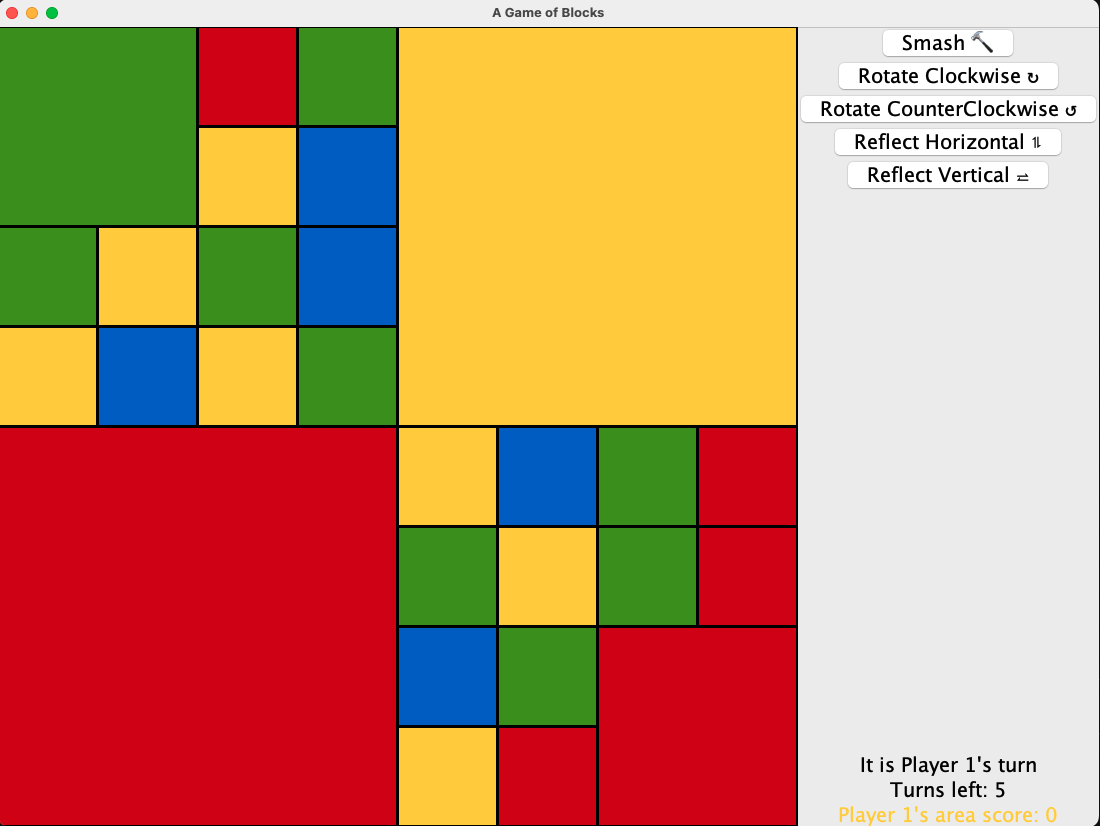 A Game of Blocks
Smash 🔨
Rotate Clockwise ↻
Rotate CounterClockwise ↺
Reflect Horizontal ⥮
Reflect Vertical ⇌
It is Player 1's turn
Turns left: 5
Player 1's area score: 0